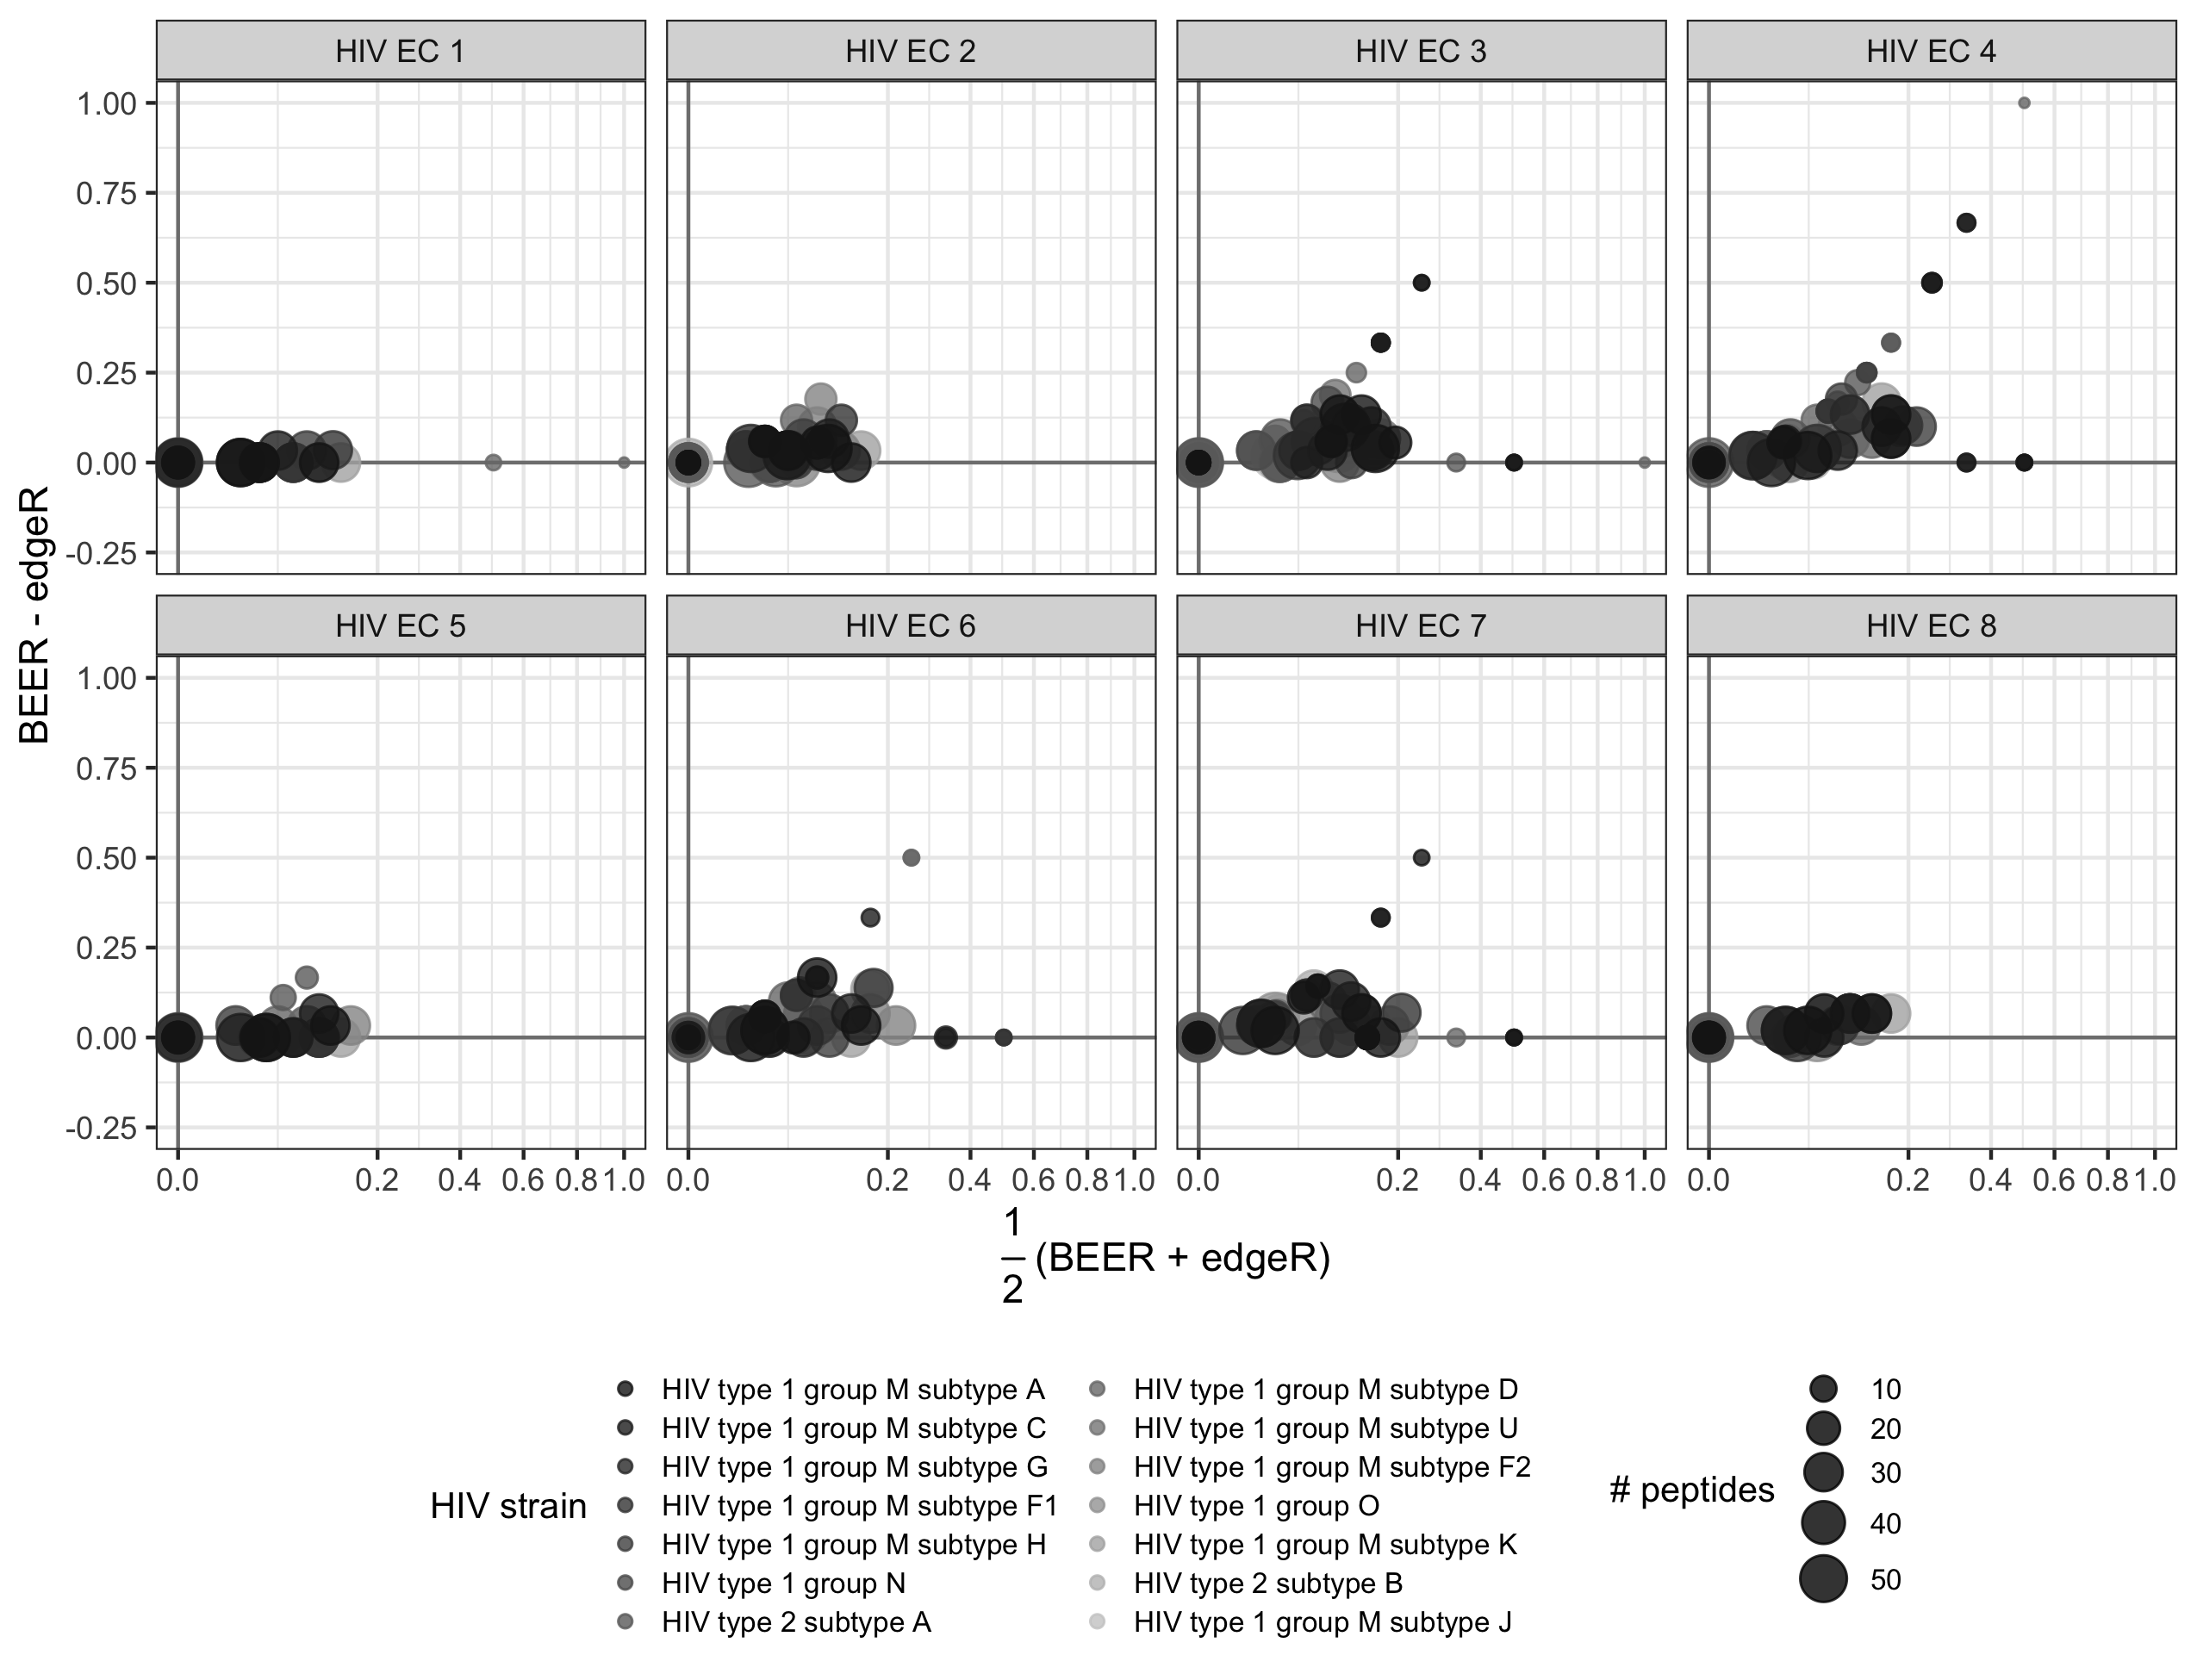 HIV EC 1 HIV EC 2 HIV EC 3 HIV EC 4
1.00
0.75
0.50
0.25
0.00
-0.25
HIV EC 5 HIV EC 6 HIV EC 7 HIV EC 8
1.00
0.75
0.50
0.25
0.00
-0.25
BEER - edgeR
0.0 0.2 0.4 0.6 0.8 1.0 0.0 0.2 0.4 0.6 0.8 1.0 0.0 0.2 0.4 0.6 0.8 1.0 0.0 0.2 0.4 0.6 0.8 1.0
1
2
(BEER + edgeR)
HIV strain
HIV type 1 group M subtype A
HIV type 1 group M subtype C
HIV type 1 group M subtype G
HIV type 1 group M subtype F1
HIV type 1 group M subtype H
HIV type 1 group N
HIV type 2 subtype A
HIV type 1 group M subtype D
HIV type 1 group M subtype U
HIV type 1 group M subtype F2
HIV type 1 group O
HIV type 1 group M subtype K
HIV type 2 subtype B
HIV type 1 group M subtype J
# peptides
10
20
30
40
50